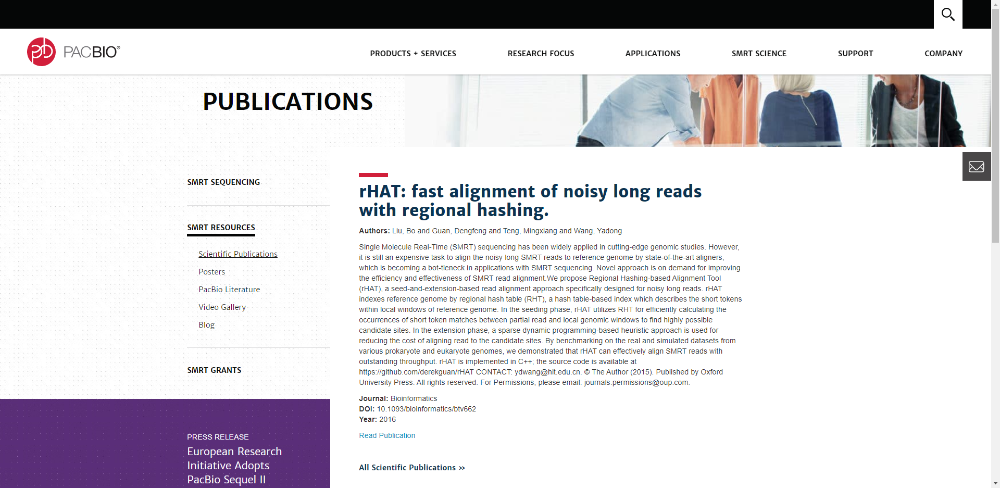 PACBIO®
PRODUCTS + SERVICES
RESEARCH FOCUS
APPLICATIONS
SMRT SCIENCE
SUPPORT
COMPANY
PUBLICATIONS
SMRT SEQUENCING
SMRT RESOURCES
Scientific Publications
Posters
PacBio Literature
Video Gallery
Blog
SMRT GRANTS
PRESS RELEASE
European Research
Initiative Adopts
PacBio Sequel II
rHAT: fast alignment of noisy long reads
with regional hashing.
Authors: Liu, Bo and Guan, Dengfeng and Teng, Mingxiang and Wang, Yadong
Single Molecule Real-Time (SMRT) sequencing has been widely applied in cutting-edge genomic studies. However,
it is still an expensive task to align the noisy long SMRT reads to reference genome by state-of-the-art aligners,
which is becoming a bot-tleneck in applications with SMRT sequencing. Novel approach is on demand for improving
the efficiency and effectiveness of SMRT read alignment.We propose Regional Hashing-based Alignment Tool
(rHAT), a seed-and-extension-based read alignment approach specifically designed for noisy long reads. rHAT
indexes reference genome by regional hash table (RHT), a hash table-based index which describes the short tokens
within local windows of reference genome. In the seeding phase, rHAT utilizes RHT for efficiently calculating the
occurrences of short token matches between partial read and local genomic windows to find highly possible
candidate sites. In the extension phase, a sparse dynamic programming-based heuristic approach is used for
reducing the cost of aligning read to the candidate sites. By benchmarking on the real and simulated datasets from
various prokaryote and eukaryote genomes, we demonstrated that rHAT can effectively align SMRT reads with
outstanding throughput. rHAT is implemented in C++; the source code is available at
https://github.com/derekguan/rHAT CONTACT: ydwang@hit.edu.cn. © The Author (2015). Published by Oxford
University Press. All rights reserved. For Permissions, please email: journals.permissions@oup.com.
Journal: Bioinformatics
DOI: 10.1093/bioinformatics/btv662
Year: 2016
Read Publication
All Scientific Publications »